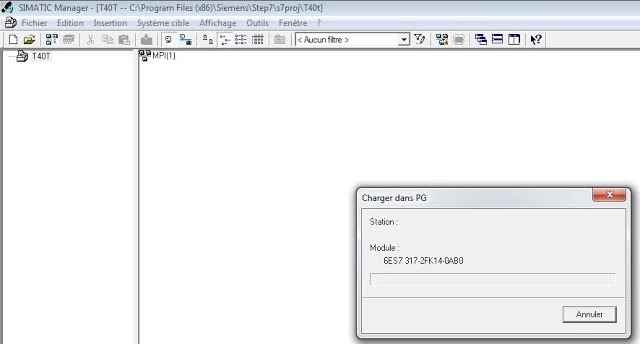 SIMATIC Manager - [T40T -- C:\Program Files (x86)\Siemens\Step7\s7proj\T40t]
Fichier Edition Insertion Système cible Affichage Outils Fenêtre ?
< Aucun filtre >
T40T
MPI(1)
Charger dans PG
Station :
Module :
6ES7 317-2FK14-0AB0
Annuler